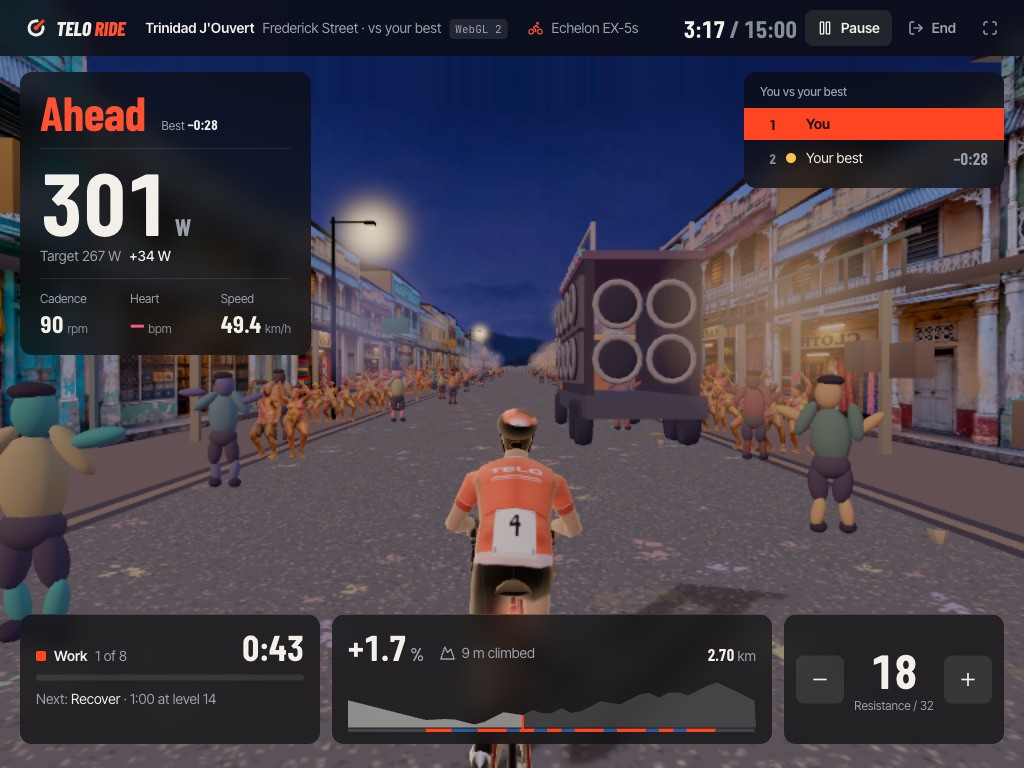 TELO RIDE Trinidad J'Ouvert Frederick Street · vs your best WebGL 2 Echelon EX-5s 3:17 / 15:00 Pause End
Ahead Best −0:28
301 W
Target 267 W +34 W
Cadence Heart Speed
90 rpm — bpm 49.4 km/h
You vs your best
1 You
2 Your best −0:28
CLOTH
TELO
4
Work 1 of 8 0:43
Next: Recover · 1:00 at level 14
+1.7 % 9 m climbed 2.70 km
− 18 +
Resistance / 32